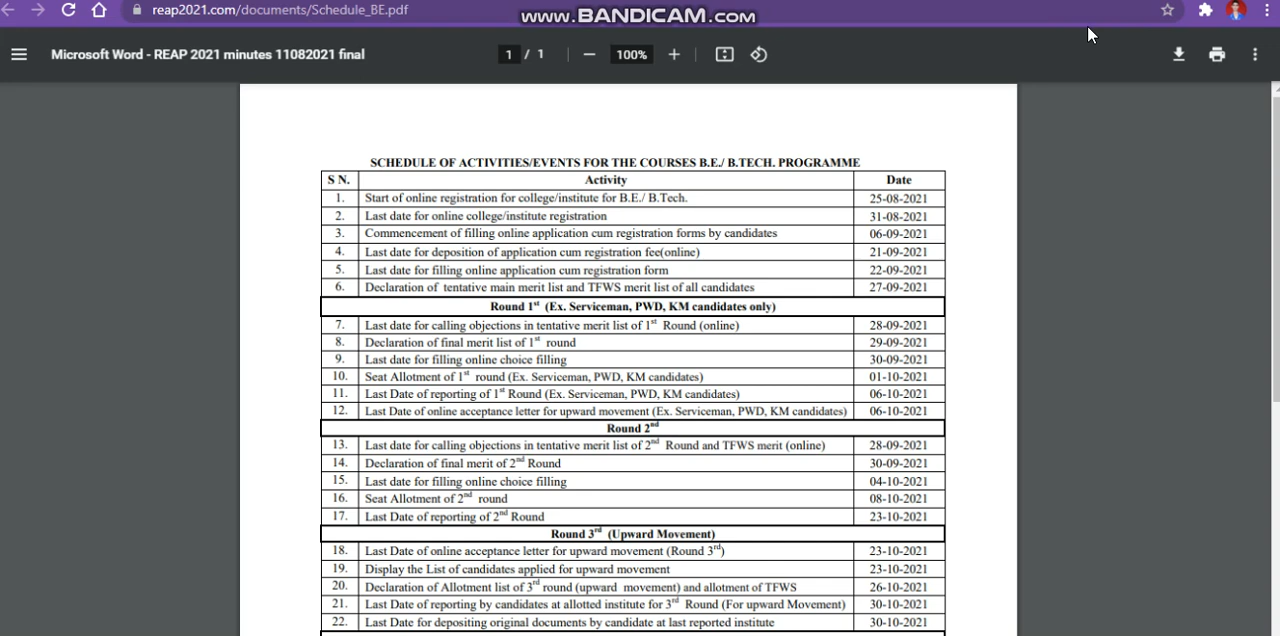 reap2021.com/documents/Schedule_BE.pdf
www.BANDICAM.com
Microsoft Word - REAP 2021 minutes 11082021 final
1 / 1
100%
SCHEDULE OF ACTIVITIES/EVENTS FOR THE COURSES B.E./ B.TECH. PROGRAMME
S N. Activity Date
1. Start of online registration for college/institute for B.E./ B.Tech. 25-08-2021
2. Last date for online college/institute registration 31-08-2021
3. Commencement of filling online application cum registration forms by candidates 06-09-2021
4. Last date for deposition of application cum registration fee(online) 21-09-2021
5. Last date for filling online application cum registration form 22-09-2021
6. Declaration of tentative main merit list and TFWS merit list of all candidates 27-09-2021
Round 1st (Ex. Serviceman, PWD, KM candidates only)
7. Last date for calling objections in tentative merit list of 1st Round (online) 28-09-2021
8. Declaration of final merit list of 1st round 29-09-2021
9. Last date for filling online choice filling 30-09-2021
10. Seat Allotment of 1st round (Ex. Serviceman, PWD, KM candidates) 01-10-2021
11. Last Date of reporting of 1st Round (Ex. Serviceman, PWD, KM candidates) 06-10-2021
12. Last Date of online acceptance letter for upward movement (Ex. Serviceman, PWD, KM candidates) 06-10-2021
Round 2nd
13. Last date for calling objections in tentative merit list of 2nd Round and TFWS merit (online) 28-09-2021
14. Declaration of final merit of 2nd Round 30-09-2021
15. Last date for filling online choice filling 04-10-2021
16. Seat Allotment of 2nd round 08-10-2021
17. Last Date of reporting of 2nd Round 23-10-2021
Round 3rd (Upward Movement)
18. Last Date of online acceptance letter for upward movement (Round 3rd) 23-10-2021
19. Display the List of candidates applied for upward movement 23-10-2021
20. Declaration of Allotment list of 3rd round (upward movement) and allotment of TFWS 26-10-2021
21. Last Date of reporting by candidates at allotted institute for 3rd Round (For upward Movement) 30-10-2021
22. Last Date for depositing original documents by candidate at last reported institute 30-10-2021